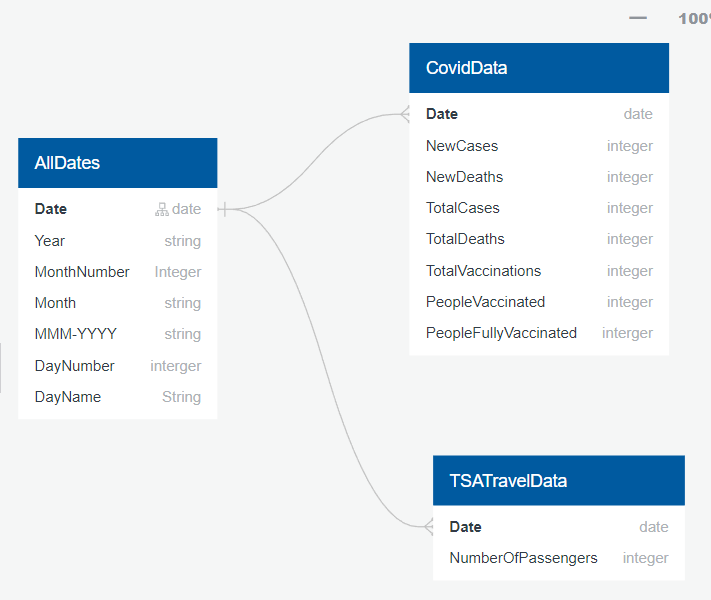 100%
CovidData
Date date
NewCases integer
NewDeaths integer
TotalCases integer
TotalDeaths integer
TotalVaccinations integer
PeopleVaccinated integer
PeopleFullyVaccinated interger
AllDates
Date date
Year string
MonthNumber Integer
Month string
MMM-YYYY string
DayNumber interger
DayName String
TSATravelData
Date date
NumberOfPassengers integer